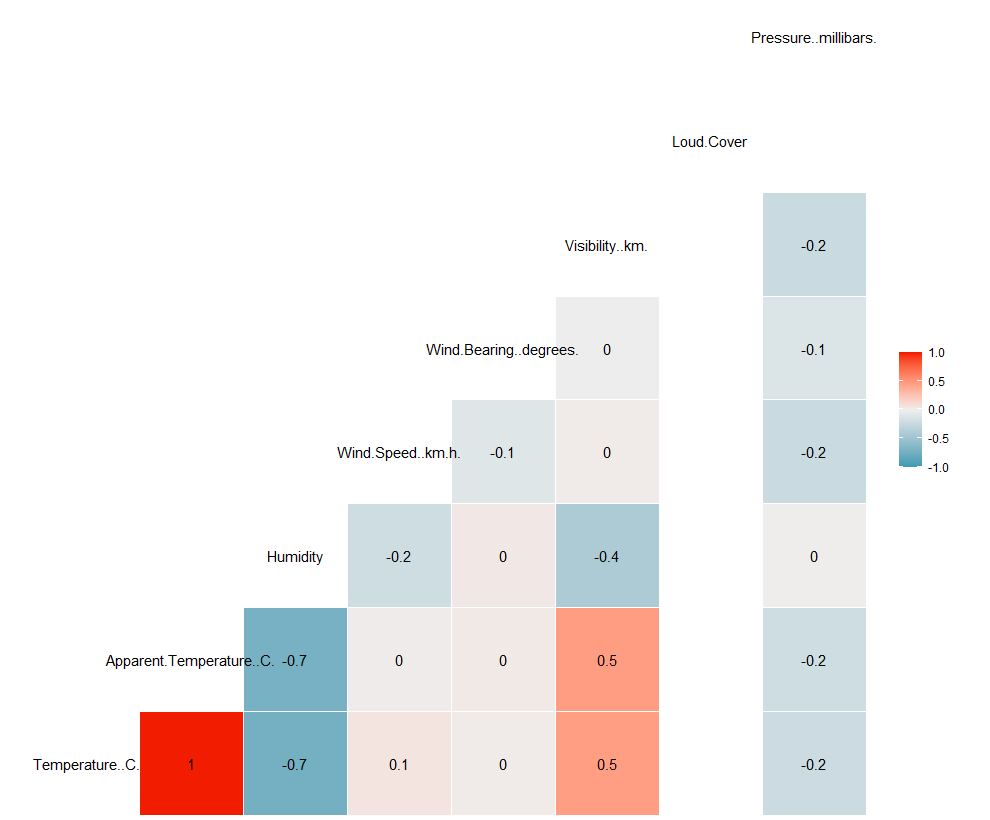 Pressure..millibars.
Loud.Cover
Visibility..km. -0.2
Wind.Bearing..degrees. 0 -0.1
Wind.Speed..km.h. -0.1 0 -0.2
Humidity -0.2 0 -0.4 0
Apparent.Temperature..C. -0.7 0 0 0.5 -0.2
Temperature..C. 1 -0.7 0.1 0 0.5 -0.2
1.0
0.5
0.0
-0.5
-1.0